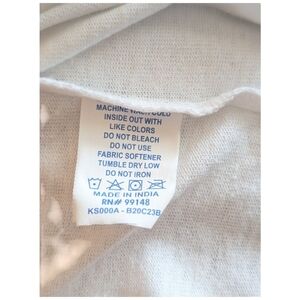 MACHINE WASH COLD
INSIDE OUT WITH
LIKE COLORS
DO NOT BLEACH
DO NOT USE
FABRIC SOFTENER
TUMBLE DRY LOW
DO NOT IRON
MADE IN INDIA
RN# 99148
KS000A - B20C23B